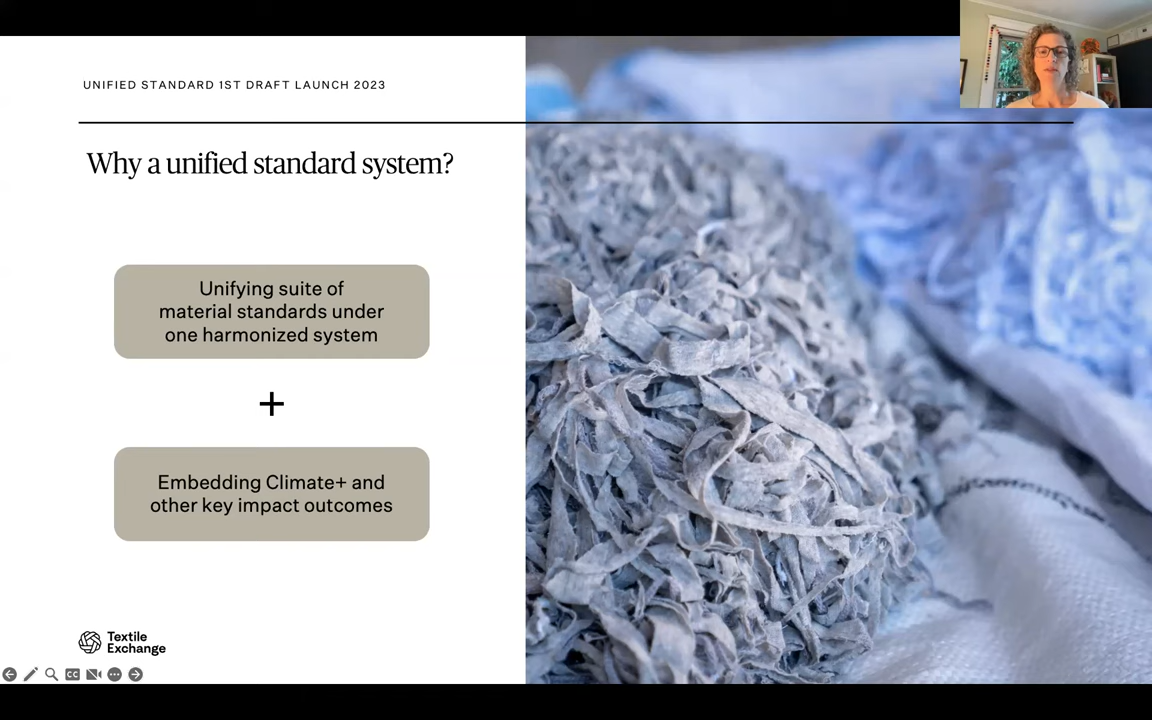 UNIFIED STANDARD 1ST DRAFT LAUNCH 2023
Why a unified standard system?
Unifying suite of
material standards under
one harmonized system
+
Embedding Climate+ and
other key impact outcomes
Textile
Exchange
CC